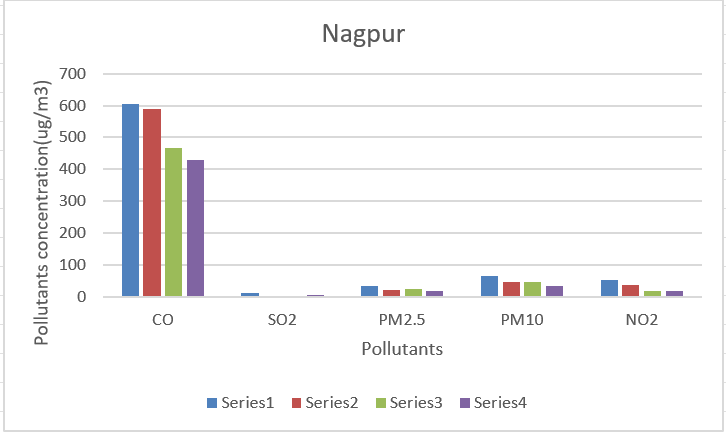 Nagpur
Pollutants concentration(ug/m3)
700
600
500
400
300
200
100
0
CO SO2 PM2.5 PM10 NO2
Pollutants
Series1 Series2 Series3 Series4